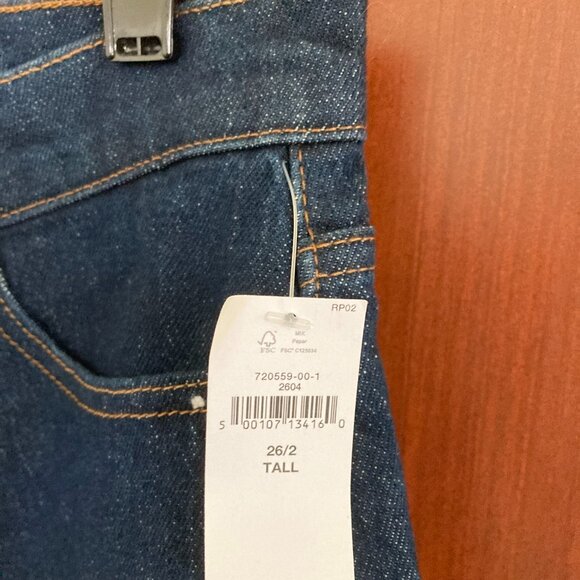 RP02
MIX
Paper
FSC
FSC® C125034
720559-00-1
2604
5 00107 13416 0
26/2
TALL